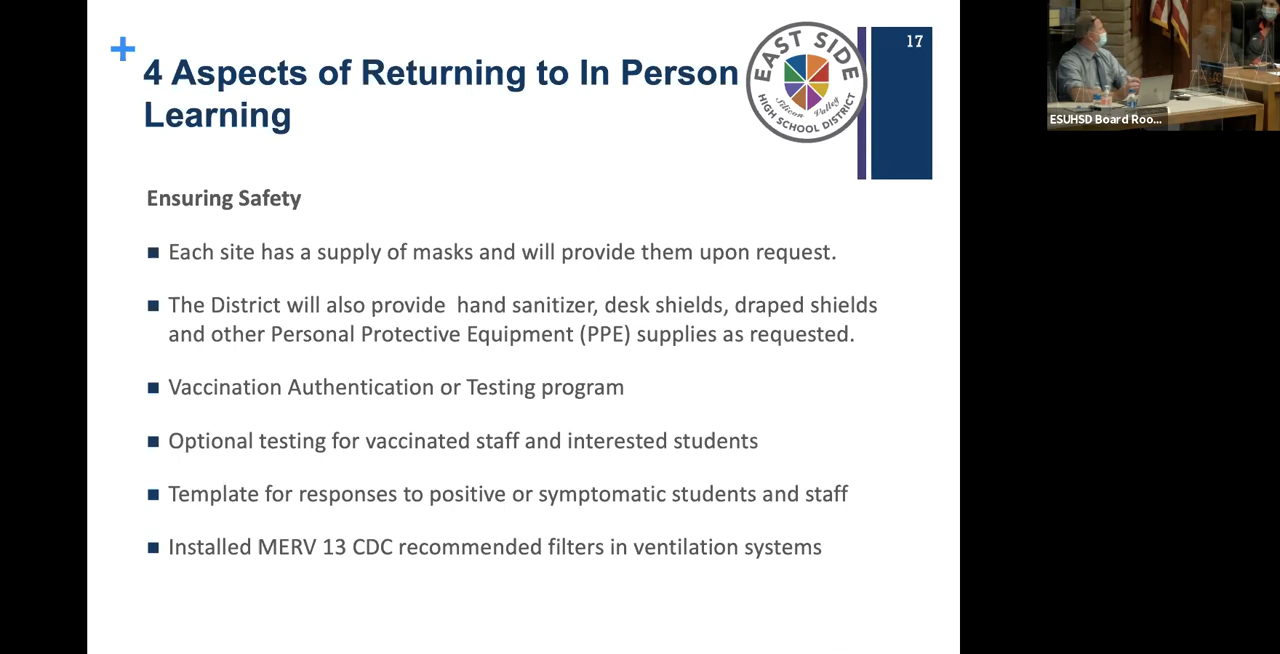 +
4 Aspects of Returning to In Person
Learning
EAST SIDE
Silicon Valley
HIGH SCHOOL DISTRICT
17
ESUHSD Board Roo...
Ensuring Safety
■ Each site has a supply of masks and will provide them upon request.
■ The District will also provide hand sanitizer, desk shields, draped shields
and other Personal Protective Equipment (PPE) supplies as requested.
■ Vaccination Authentication or Testing program
■ Optional testing for vaccinated staff and interested students
■ Template for responses to positive or symptomatic students and staff
■ Installed MERV 13 CDC recommended filters in ventilation systems